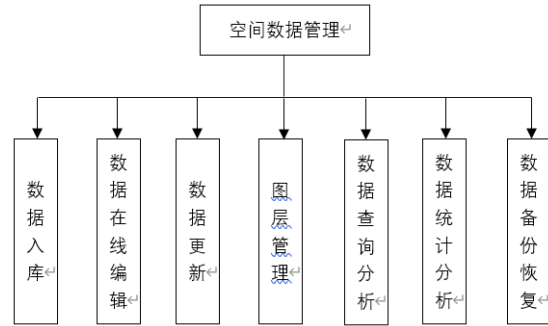 空间数据管理
数据入库
数据在线编辑
数据更新
图层管理
数据查询分析
数据统计分析
数据备份恢复